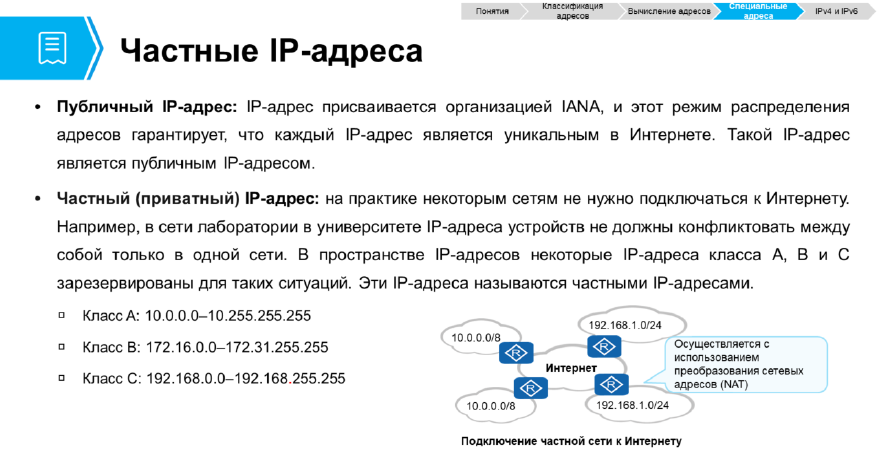 Понятия
Классификация
адресов
Вычисление адресов
Специальные
адреса
IPv4 и IPv6
Частные IP-адреса
• Публичный IP-адрес: IP-адрес присваивается организацией IANA, и этот режим распределения
адресов гарантирует, что каждый IP-адрес является уникальным в Интернете. Такой IP-адрес
является публичным IP-адресом.
• Частный (приватный) IP-адрес: на практике некоторым сетям не нужно подключаться к Интернету.
Например, в сети лаборатории в университете IP-адреса устройств не должны конфликтовать между
собой только в одной сети. В пространстве IP-адресов некоторые IP-адреса класса A, B и C
зарезервированы для таких ситуаций. Эти IP-адреса называются частными IP-адресами.
▫ Класс A: 10.0.0.0–10.255.255.255
▫ Класс B: 172.16.0.0–172.31.255.255
▫ Класс C: 192.168.0.0–192.168.255.255
10.0.0.0/8
192.168.1.0/24
R
R
Интернет
R
R
10.0.0.0/8
192.168.1.0/24
Осуществляется с
использованием
преобразования сетевых
адресов (NAT)
Подключение частной сети к Интернету